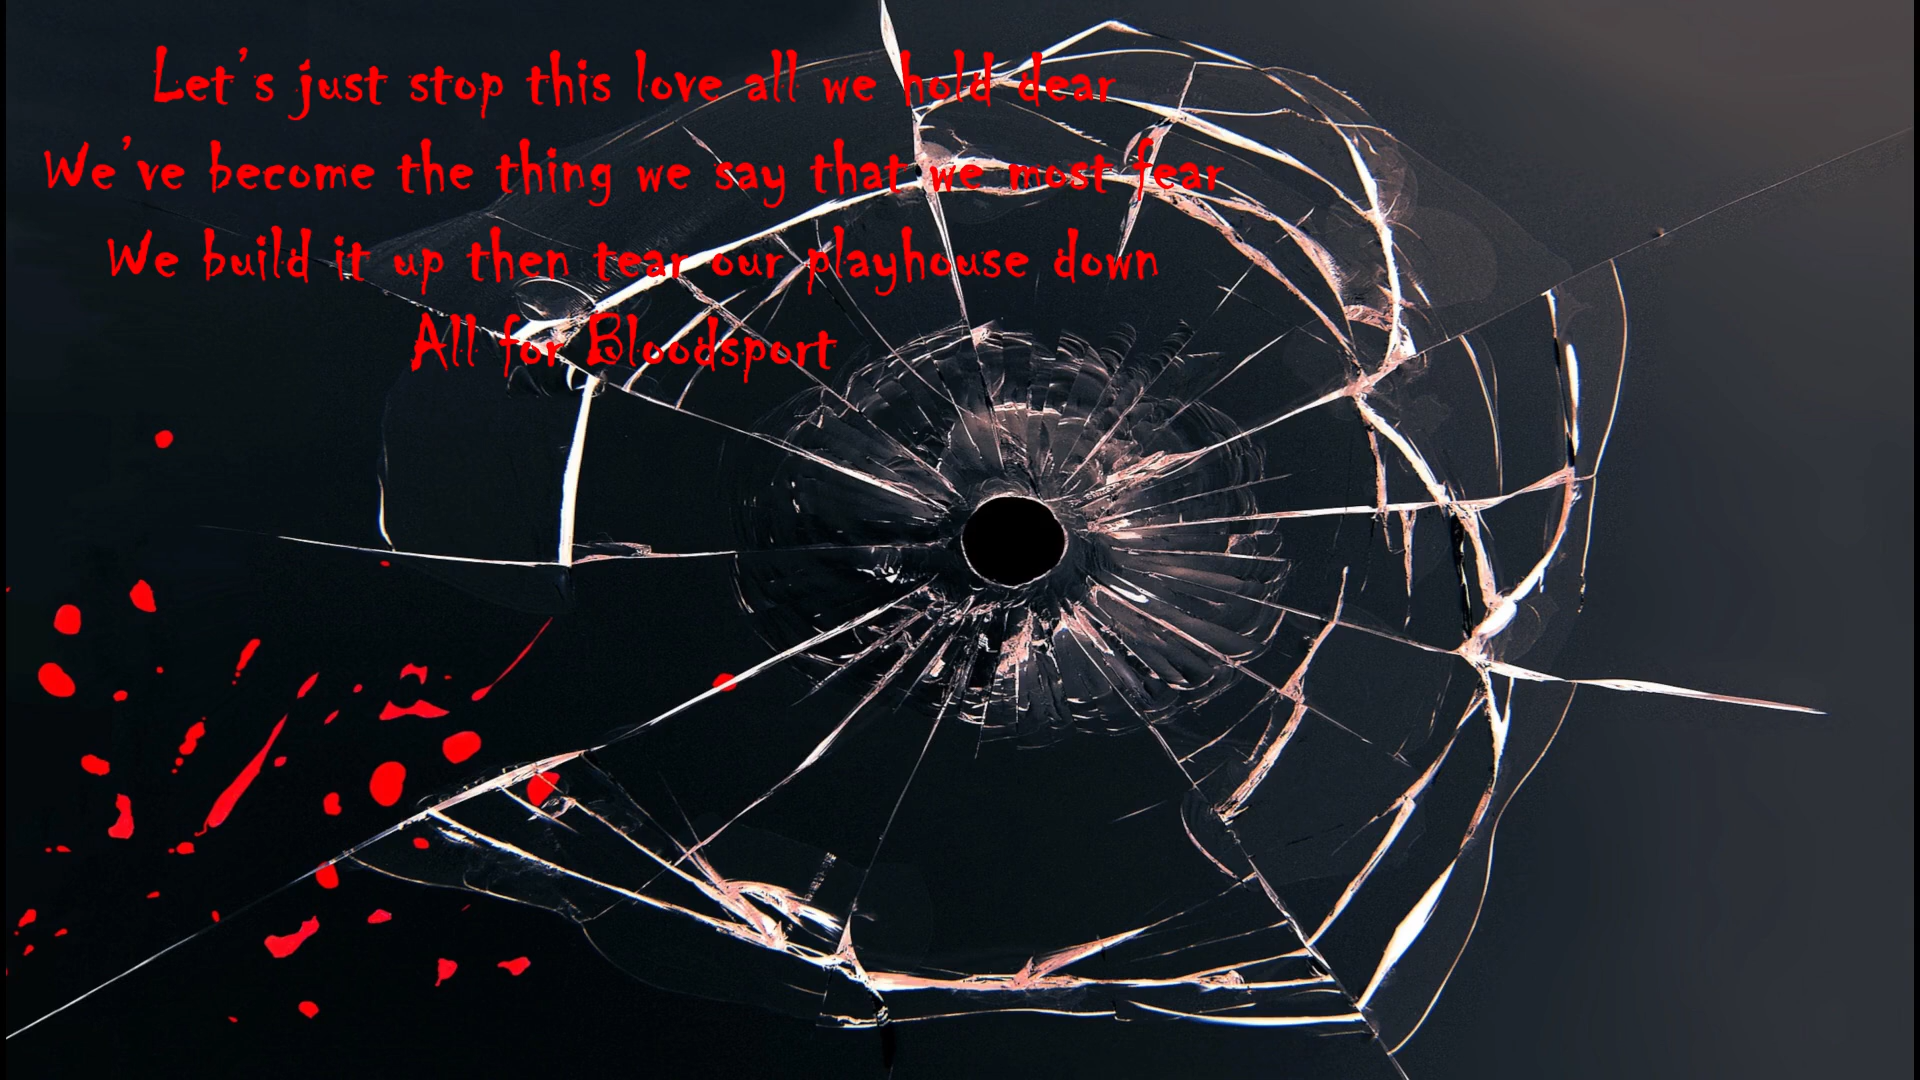 Let's just stop this love all we hold dear
We've become the thing we say that we most fear
We build it up then tear our playhouse down
All for Bloodsport